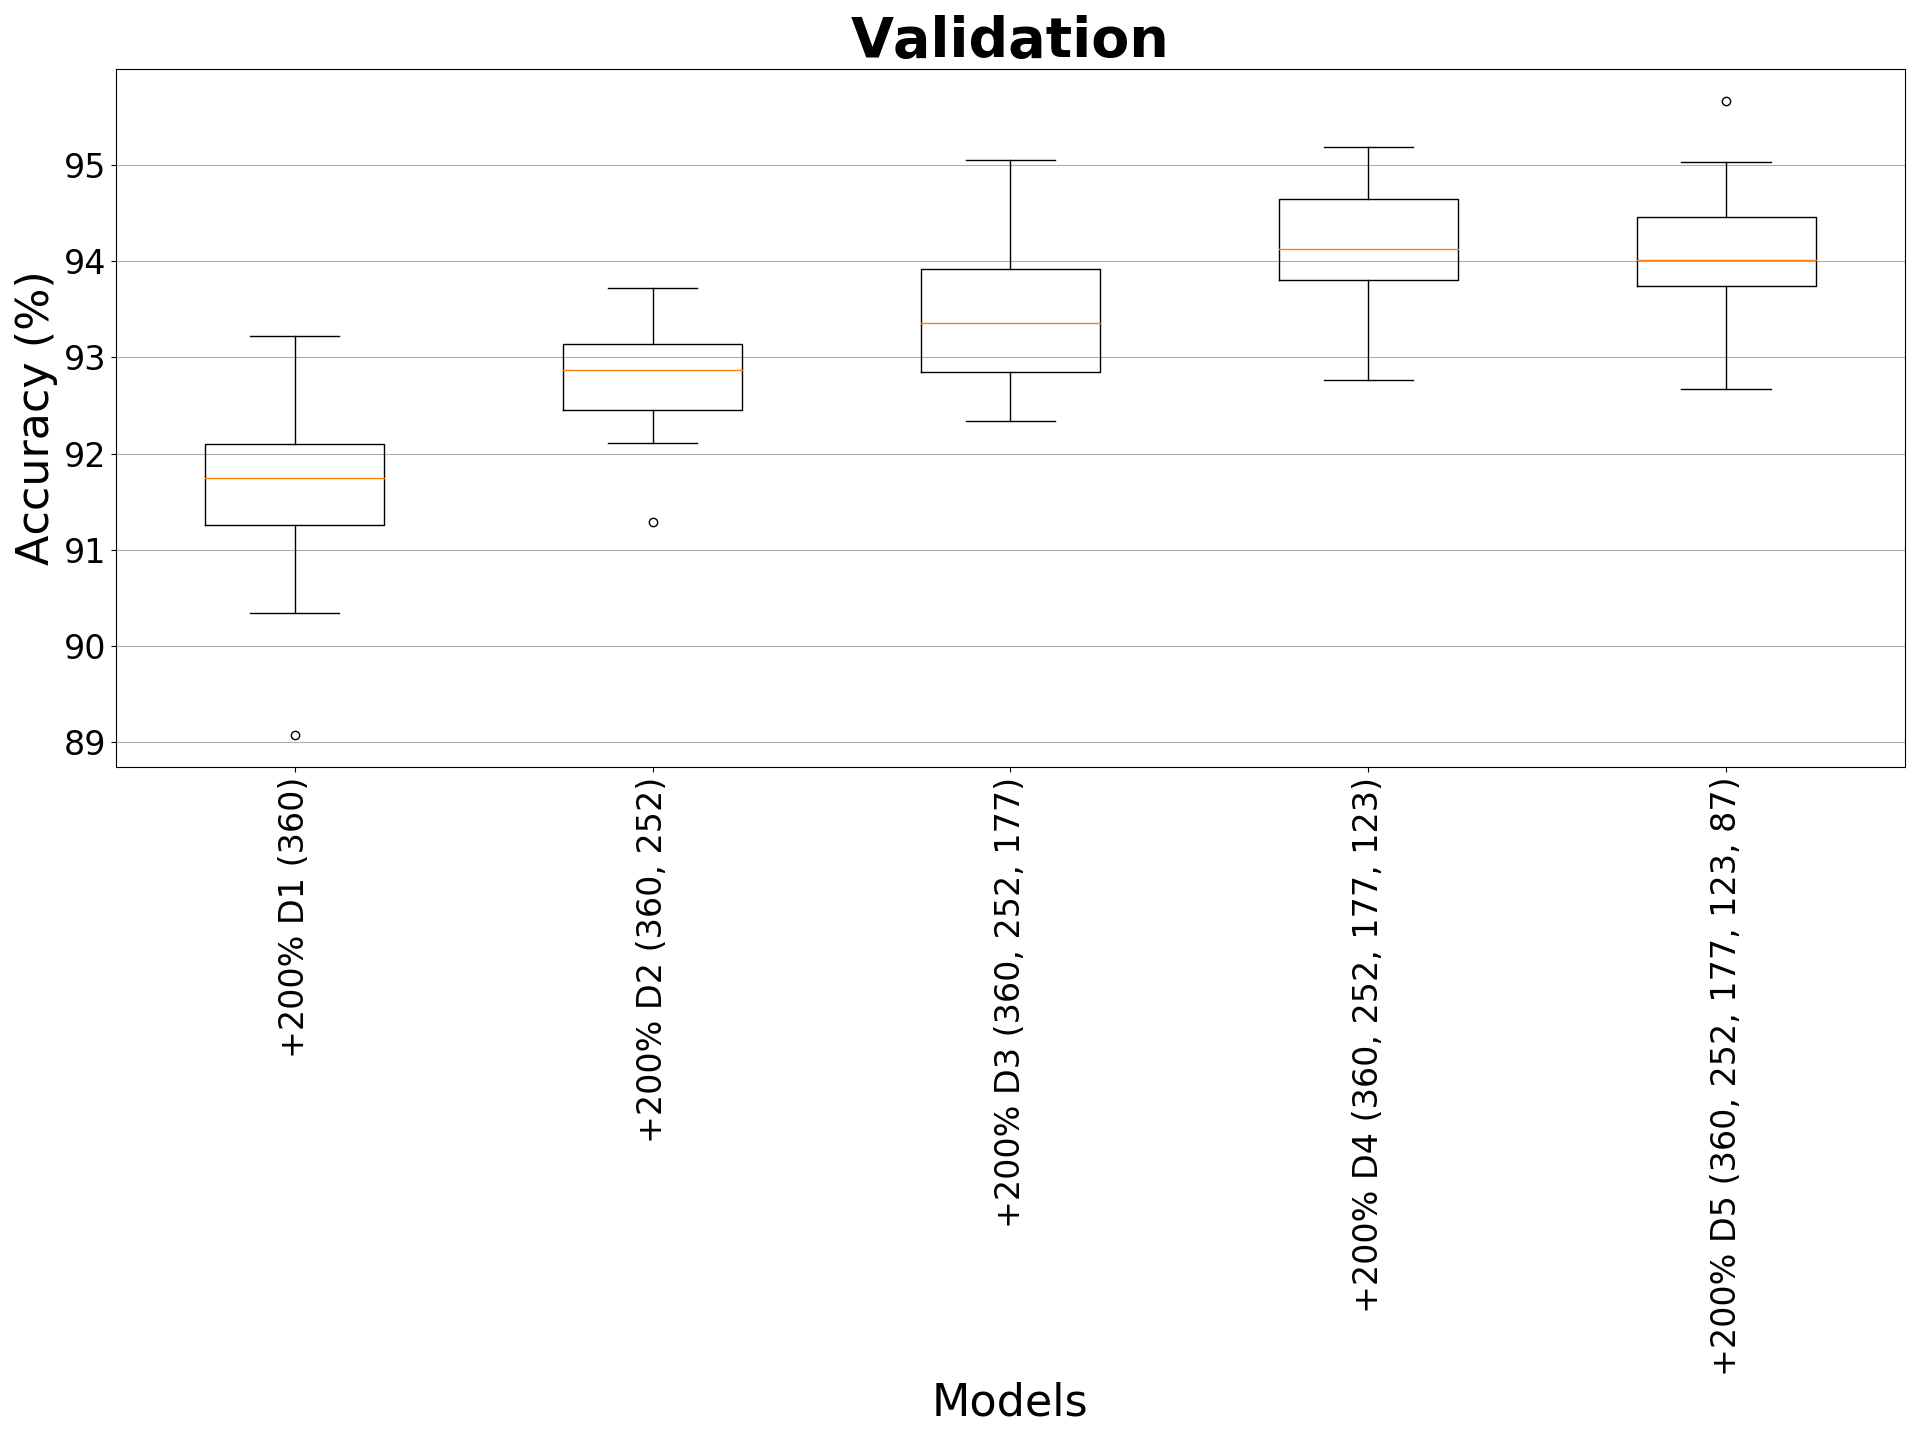 Validation
Accuracy (%)
95
94
93
92
91
90
89
+200% D1 (360)
+200% D2 (360, 252)
+200% D3 (360, 252, 177)
+200% D4 (360, 252, 177, 123)
+200% D5 (360, 252, 177, 123, 87)
Models